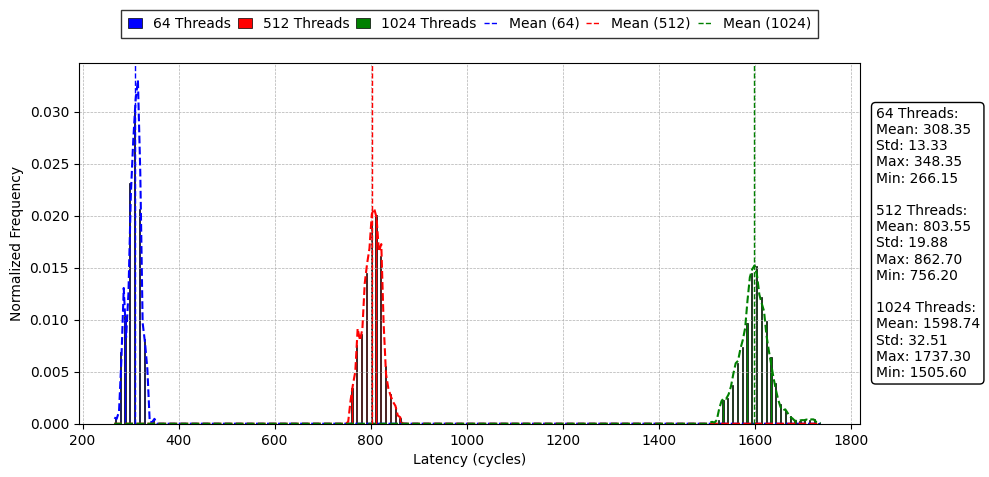 64 Threads 512 Threads 1024 Threads Mean (64) Mean (512) Mean (1024)
0.030
0.025
0.020
0.015
0.010
0.005
0.000
Normalized Frequency
200 400 600 800 1000 1200 1400 1600 1800
Latency (cycles)
64 Threads:
Mean: 308.35
Std: 13.33
Max: 348.35
Min: 266.15
512 Threads:
Mean: 803.55
Std: 19.88
Max: 862.70
Min: 756.20
1024 Threads:
Mean: 1598.74
Std: 32.51
Max: 1737.30
Min: 1505.60